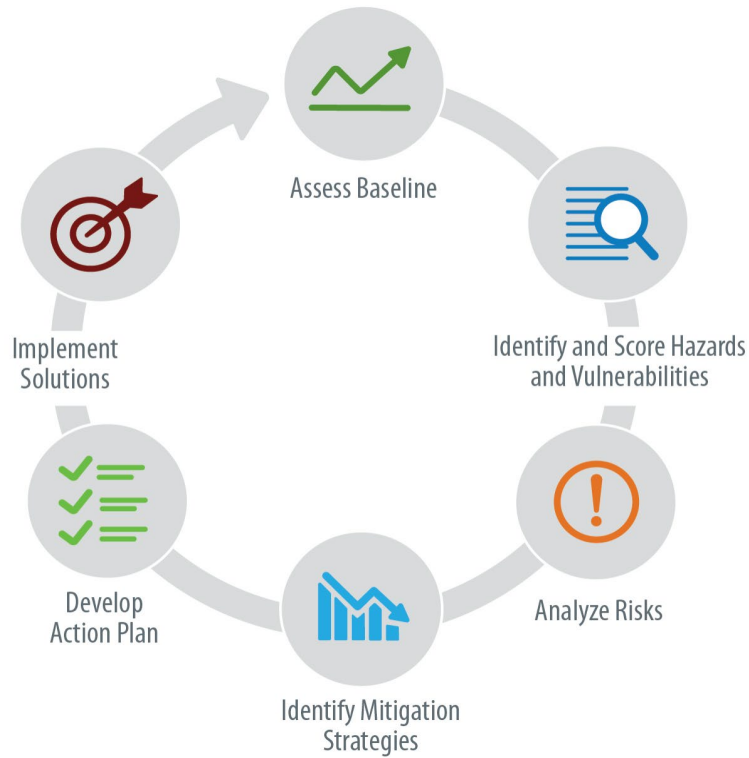 Assess Baseline
Identify and Score Hazards
and Vulnerabilities
Analyze Risks
Identify Mitigation
Strategies
Develop
Action Plan
Implement
Solutions